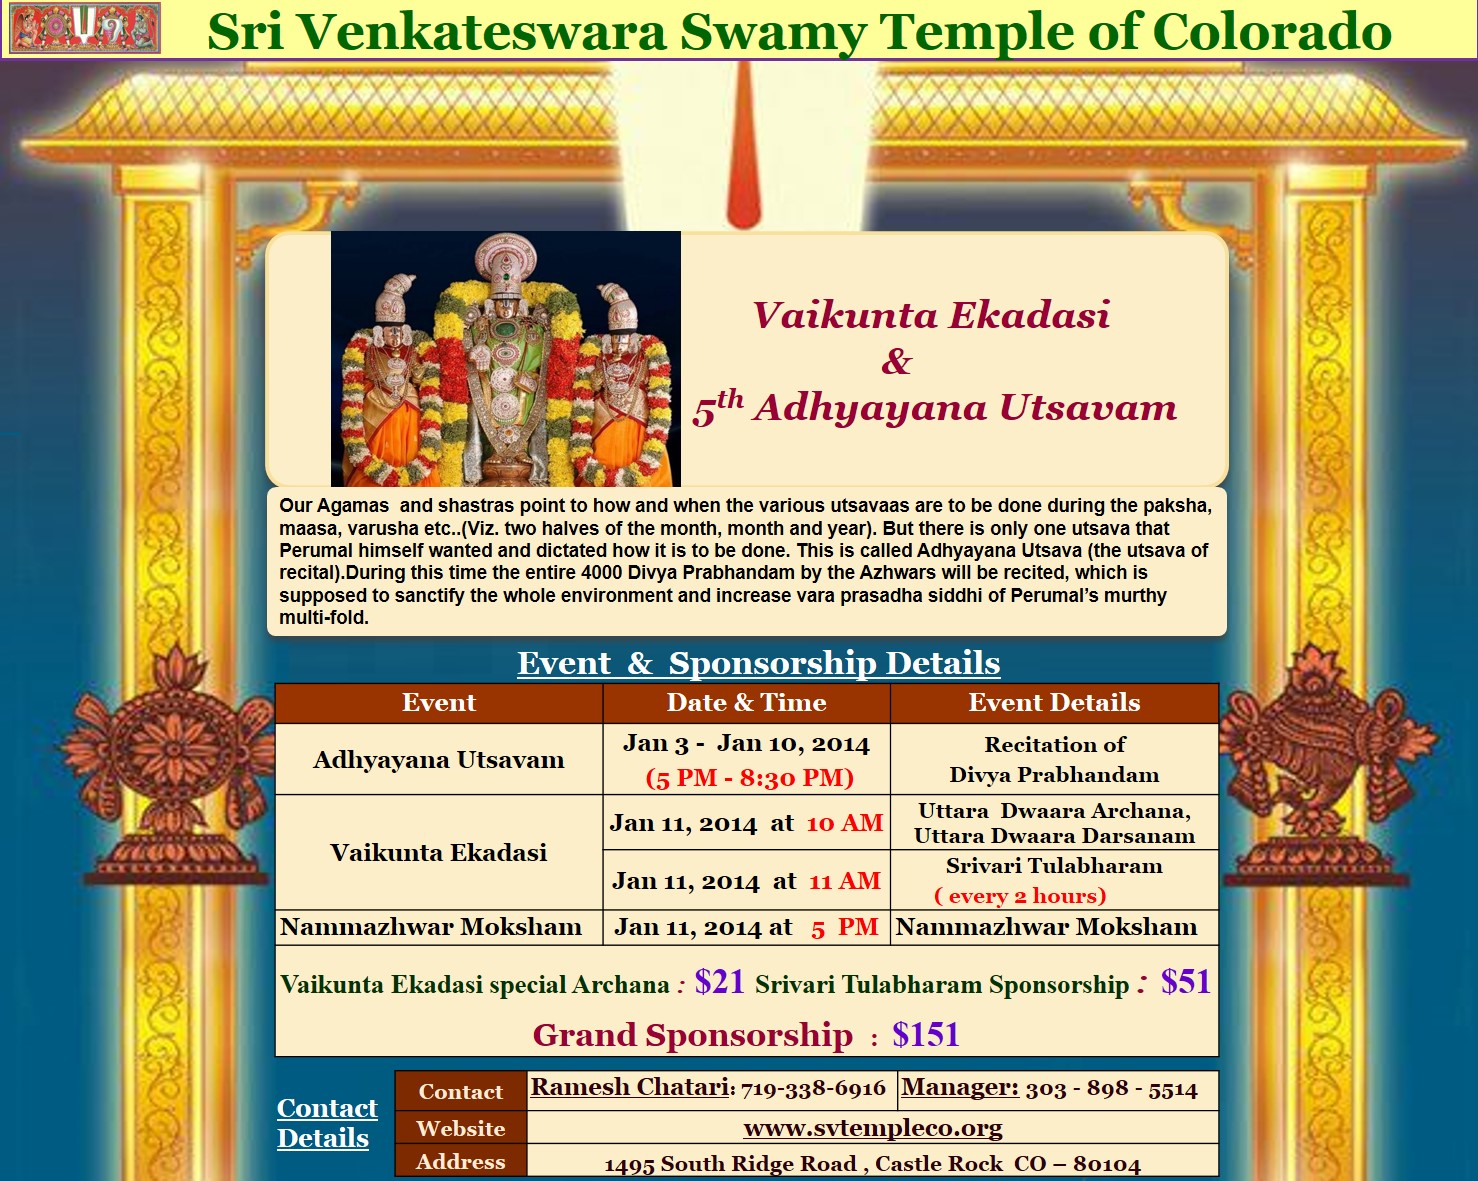 Sri Venkateswara Swamy Temple of Colorado
Vaikunta Ekadasi
&
5th Adhyayana Utsavam
Our Agamas and shastras point to how and when the various utsavaas are to be done during the paksha,
maasa, varusha etc..(Viz. two halves of the month, month and year). But there is only one utsava that
Perumal himself wanted and dictated how it is to be done. This is called Adhyayana Utsava (the utsava of
recital).During this time the entire 4000 Divya Prabhandam by the Azhwars will be recited, which is
supposed to sanctify the whole environment and increase vara prasadha siddhi of Perumal's murthy
multi-fold.
Event & Sponsorship Details
Event Date & Time Event Details
Adhyayana Utsavam
Jan 3 - Jan 10, 2014
(5 PM - 8:30 PM)
Recitation of
Divya Prabhandam
Vaikunta Ekadasi
Jan 11, 2014 at 10 AM
Uttara Dwaara Archana,
Uttara Dwaara Darsanam
Jan 11, 2014 at 11 AM
Srivari Tulabharam
( every 2 hours)
Nammazhwar Moksham Jan 11, 2014 at 5 PM Nammazhwar Moksham
Vaikunta Ekadasi special Archana : $21 Srivari Tulabharam Sponsorship : $51
Grand Sponsorship : $151
Contact
Details
Contact Ramesh Chatari: 719-338-6916 Manager: 303 - 898 - 5514
Website www.svtempleco.org
Address 1495 South Ridge Road , Castle Rock CO – 80104